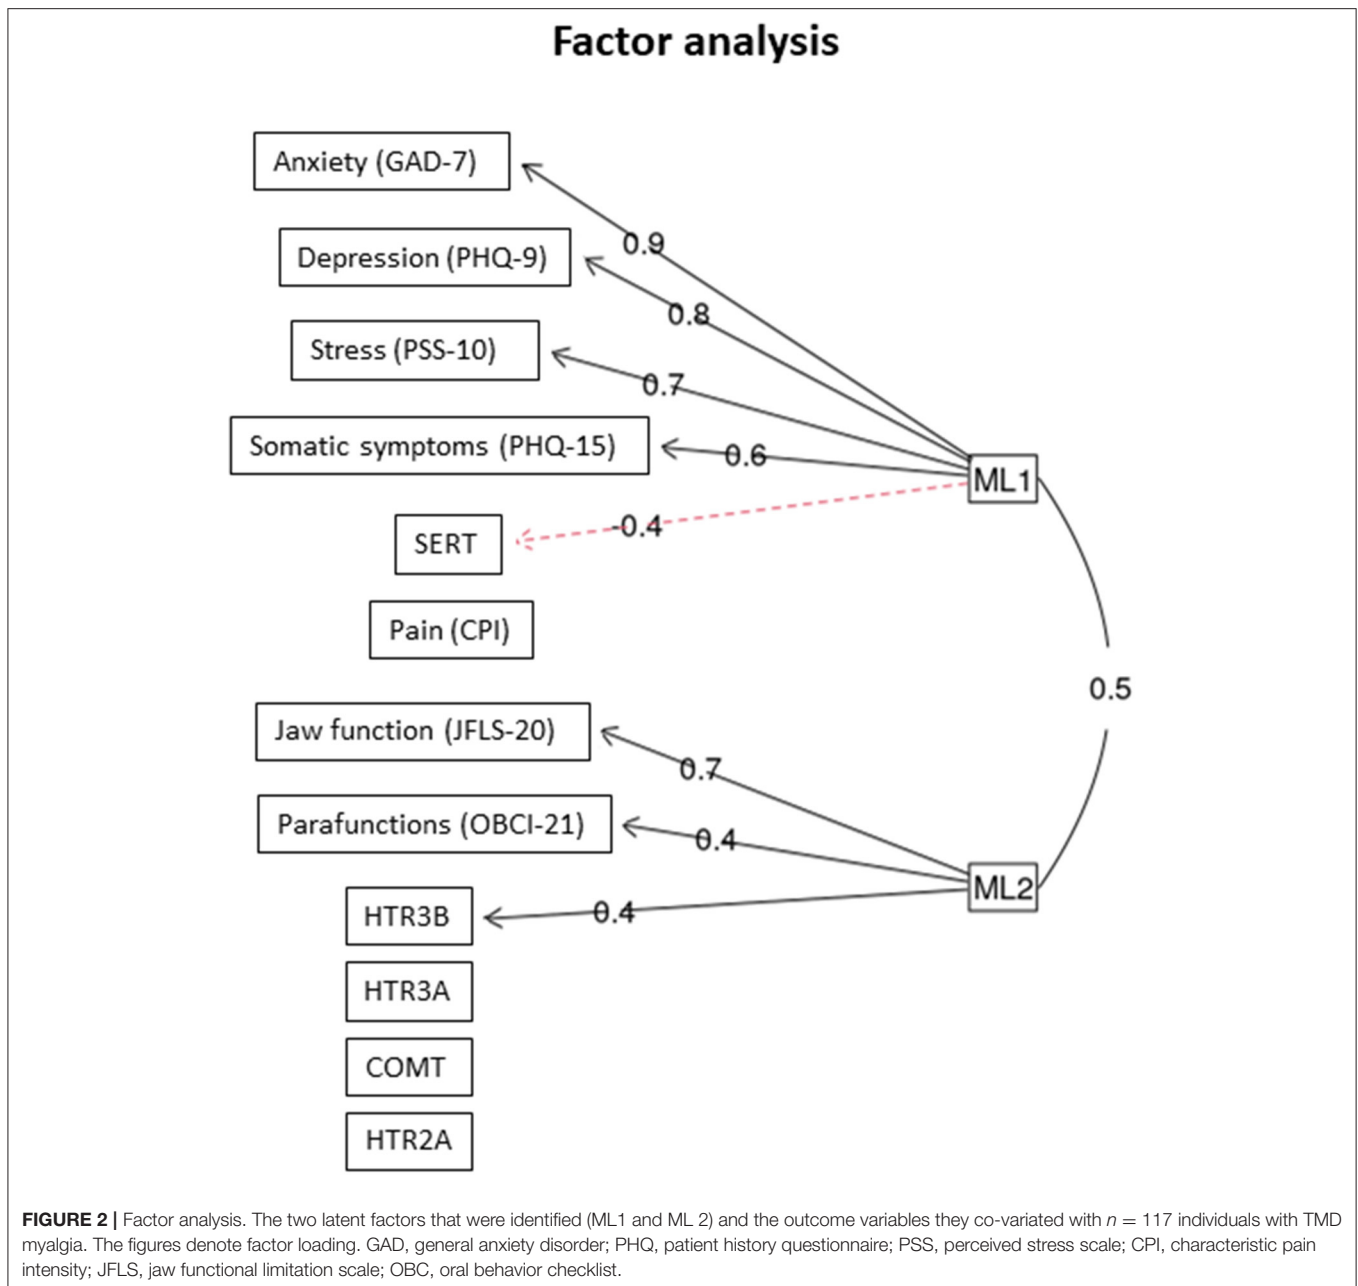 Factor analysis
Anxiety (GAD-7)
0.9
Depression (PHQ-9)
0.8
Stress (PSS-10)
0.7
Somatic symptoms (PHQ-15)
0.6
ML1
SERT
-0.4
Pain (CPI)
0.5
Jaw function (JFLS-20)
0.7
Parafunctions (OBCI-21)
0.4
ML2
HTR3B
0.4
HTR3A
COMT
HTR2A
FIGURE 2 | Factor analysis. The two latent factors that were identified (ML1 and ML 2) and the outcome variables they co-variated with n = 117 individuals with TMD
myalgia. The figures denote factor loading. GAD, general anxiety disorder; PHQ, patient history questionnaire; PSS, perceived stress scale; CPI, characteristic pain
intensity; JFLS, jaw functional limitation scale; OBC, oral behavior checklist.